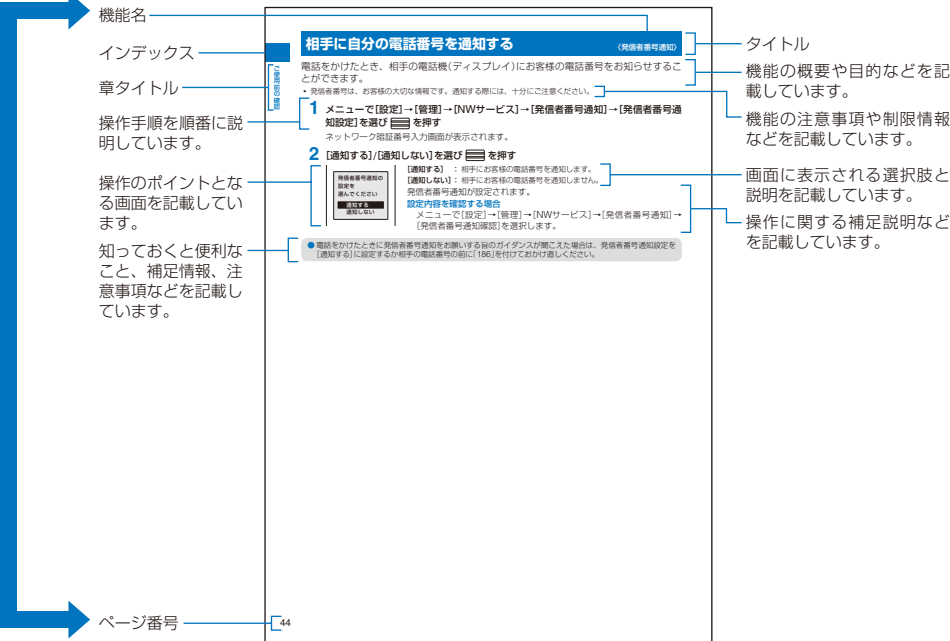 機能名
インデックス
章タイトル
操作手順を順番に説
明しています。
操作のポイントとな
る画面を記載してい
ます。
知っておくと便利な
こと、補足情報、注
意事項などを記載し
ています。
ページ番号
ご使用前の確認
相手に自分の電話番号を通知する 〈発信者番号通知〉
電話をかけたとき、相手の電話機(ディスプレイ)にお客様の電話番号をお知らせするこ
とができます。
・ 発信者番号は、お客様の大切な情報です。通知する際には、十分にご注意ください。
1 メニューで[設定]→[管理]→[NWサービス]→[発信者番号通知]→[発信者番号通
知設定]を選び を押す
ネットワーク暗証番号入力画面が表示されます。
2 [通知する]/[通知しない]を選び を押す
発信者番号通知の
設定を
選んでください
通知する
通知しない
[通知する] :相手にお客様の電話番号を通知します。
[通知しない]:相手にお客様の電話番号を通知しません。
発信者番号通知が設定されます。
設定内容を確認する場合
メニューで[設定]→[管理]→[NWサービス]→[発信者番号通知]→
[発信者番号通知確認]を選択します。
● 電話をかけたときに発信者番号通知をお願いする旨のガイダンスが聞こえた場合は、発信者番号通知設定を
[通知する]に設定するか相手の電話番号の前に「186」を付けておかけ直しください。
44
タイトル
機能の概要や目的などを記
載しています。
機能の注意事項や制限情報
などを記載しています。
画面に表示される選択肢と
説明を記載しています。
操作に関する補足説明など
を記載しています。